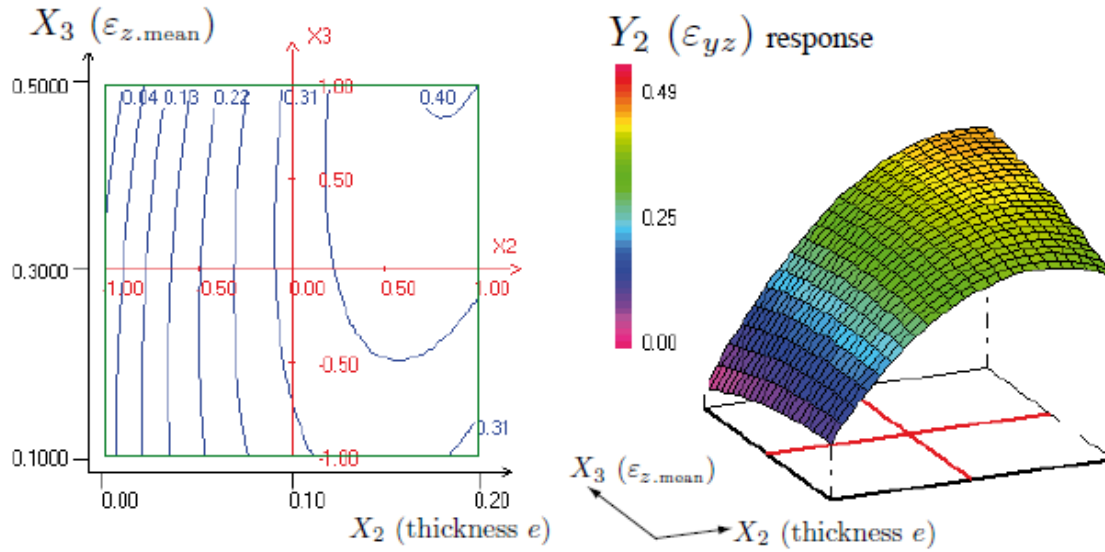 X₃ (ε_z.mean)
X3
0.5000
0.04 0.13 0.22 0.31 1.00 0.40
0.50
X2
0.3000
-1.00 -0.50 0.00 0.50 1.00
-0.50
0.31
0.1000
-1.00
0.00 0.10 0.20
X₂ (thickness e)
Y₂ (ε_yz) response
0.49
0.25
0.00
X₃ (ε_z.mean)
X₂ (thickness e)